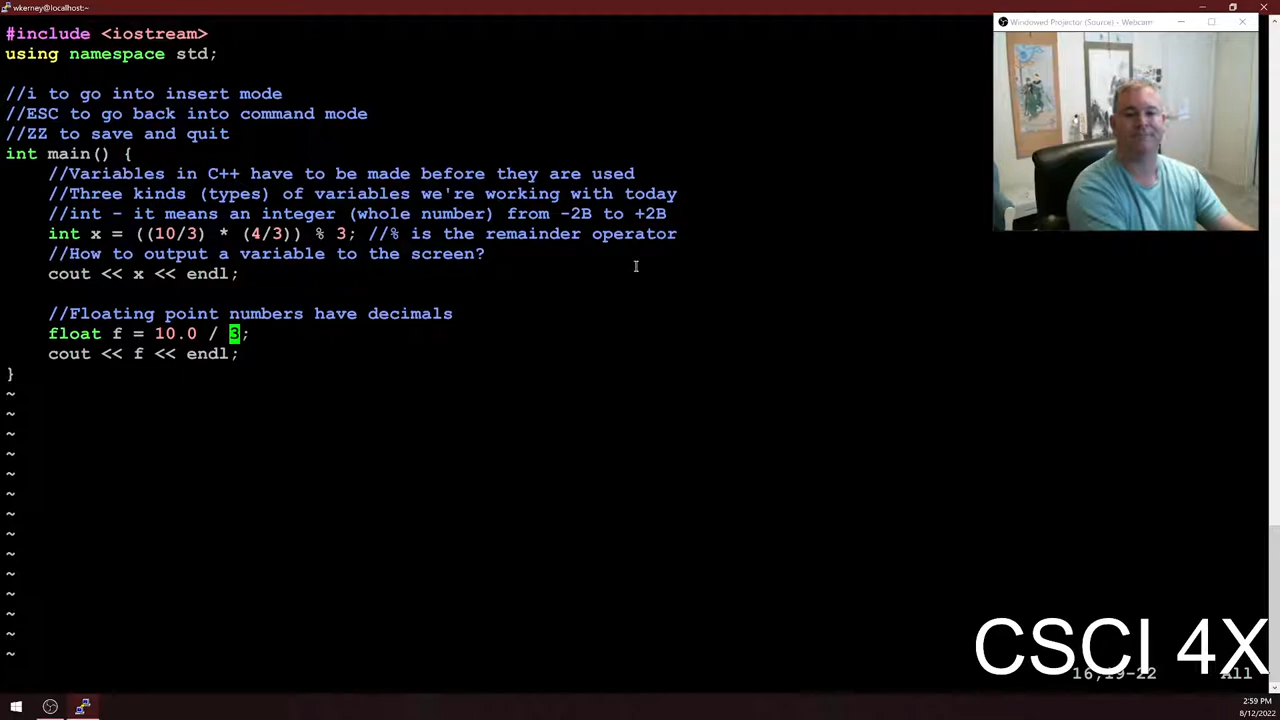 wkerney@localhost:~
Windowed Projector (Source) - Webcam
#include <iostream>
using namespace std;
//i to go into insert mode
//ESC to go back into command mode
//ZZ to save and quit
int main() {
//Variables in C++ have to be made before they are used
//Three kinds (types) of variables we're working with today
//int - it means an integer (whole number) from -2B to +2B
int x = ((10/3) * (4/3)) % 3; //% is the remainder operator
//How to output a variable to the screen?
cout << x << endl;
//Floating point numbers have decimals
float f = 10.0 / 3;
cout << f << endl;
}
~
~
~
~
~
~
~
~
~
~
~
~
~
~
CSCI 4X
16,19-22 All
2:59 PM
8/12/2022